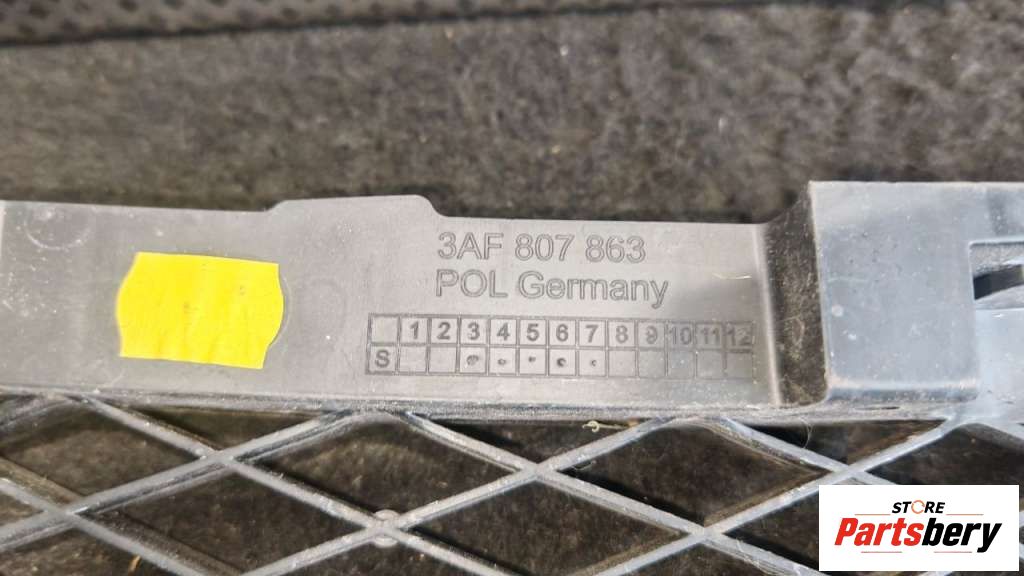 3AF 807 863
POL Germany
1 2 3 4 5 6 7 8 9 10 11 12
S
STORE
Partsbery